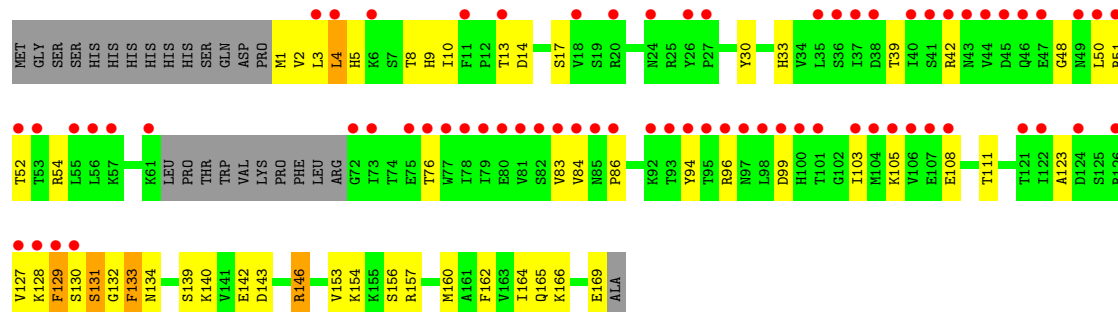 MET GLY SER SER HIS HIS HIS HIS HIS HIS SER GLN ASP PRO M1 V2 L3 L4 H5 K6 S7 T8 H9 I10 F11 P12 T13 D14 S17 V18 S19 R20 N24 R25 Y26 P27 Y30 H33 V34 L35 S36 I37 D38 T39 I40 S41 R42 N43 V44 D45 Q46 E47 G48 N49 L50 R51
T52 T53 R54 L55 L56 K57 K61 LEU PRO THR TRP VAL LYS PRO PHE LEU ARG G72 I73 T74 E75 T76 W77 I78 I79 E80 V81 S82 V83 V84 N85 P86 K92 T93 Y94 T95 R96 N97 L98 D99 H100 T101 G102 I103 M104 K105 V106 E107 E108 T111 T121 I122 A123 D124 S125 R126
V127 K128 F129 S130 S131 G132 F133 N134 S139 K140 V141 E142 D143 R146 V153 K154 K155 S156 R157 M160 A161 F162 V163 I164 Q165 K166 E169 ALA